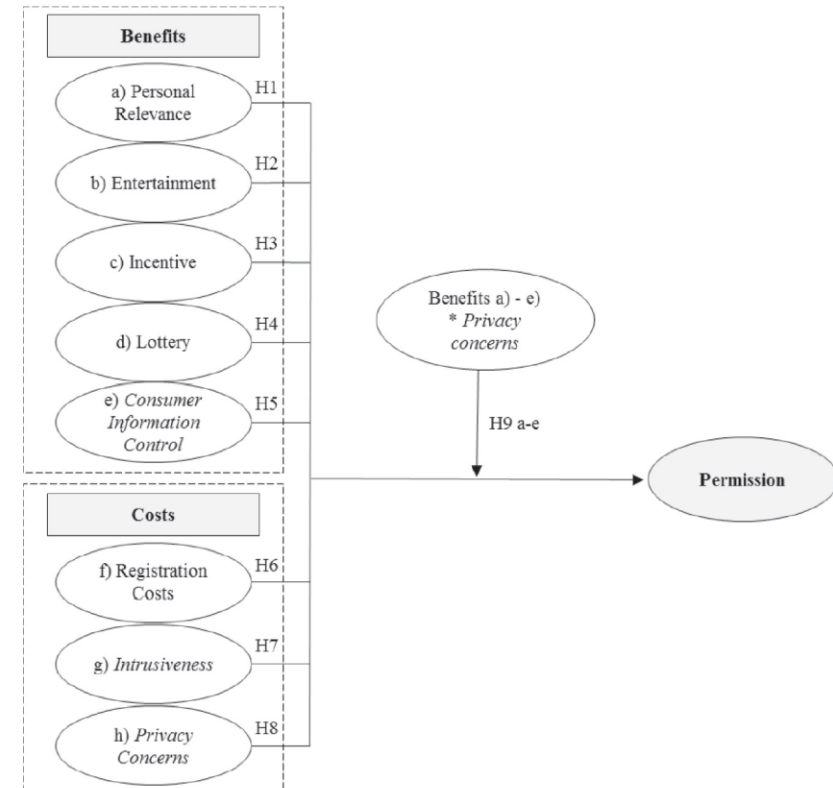 Benefits
a) Personal
Relevance
H1
b) Entertainment
H2
c) Incentive
H3
d) Lottery
H4
e) Consumer
Information
Control
H5
Benefits a) - e)
* Privacy
concerns
H9 a-e
Permission
Costs
f) Registration
Costs
H6
g) Intrusiveness
H7
h) Privacy
Concerns
H8